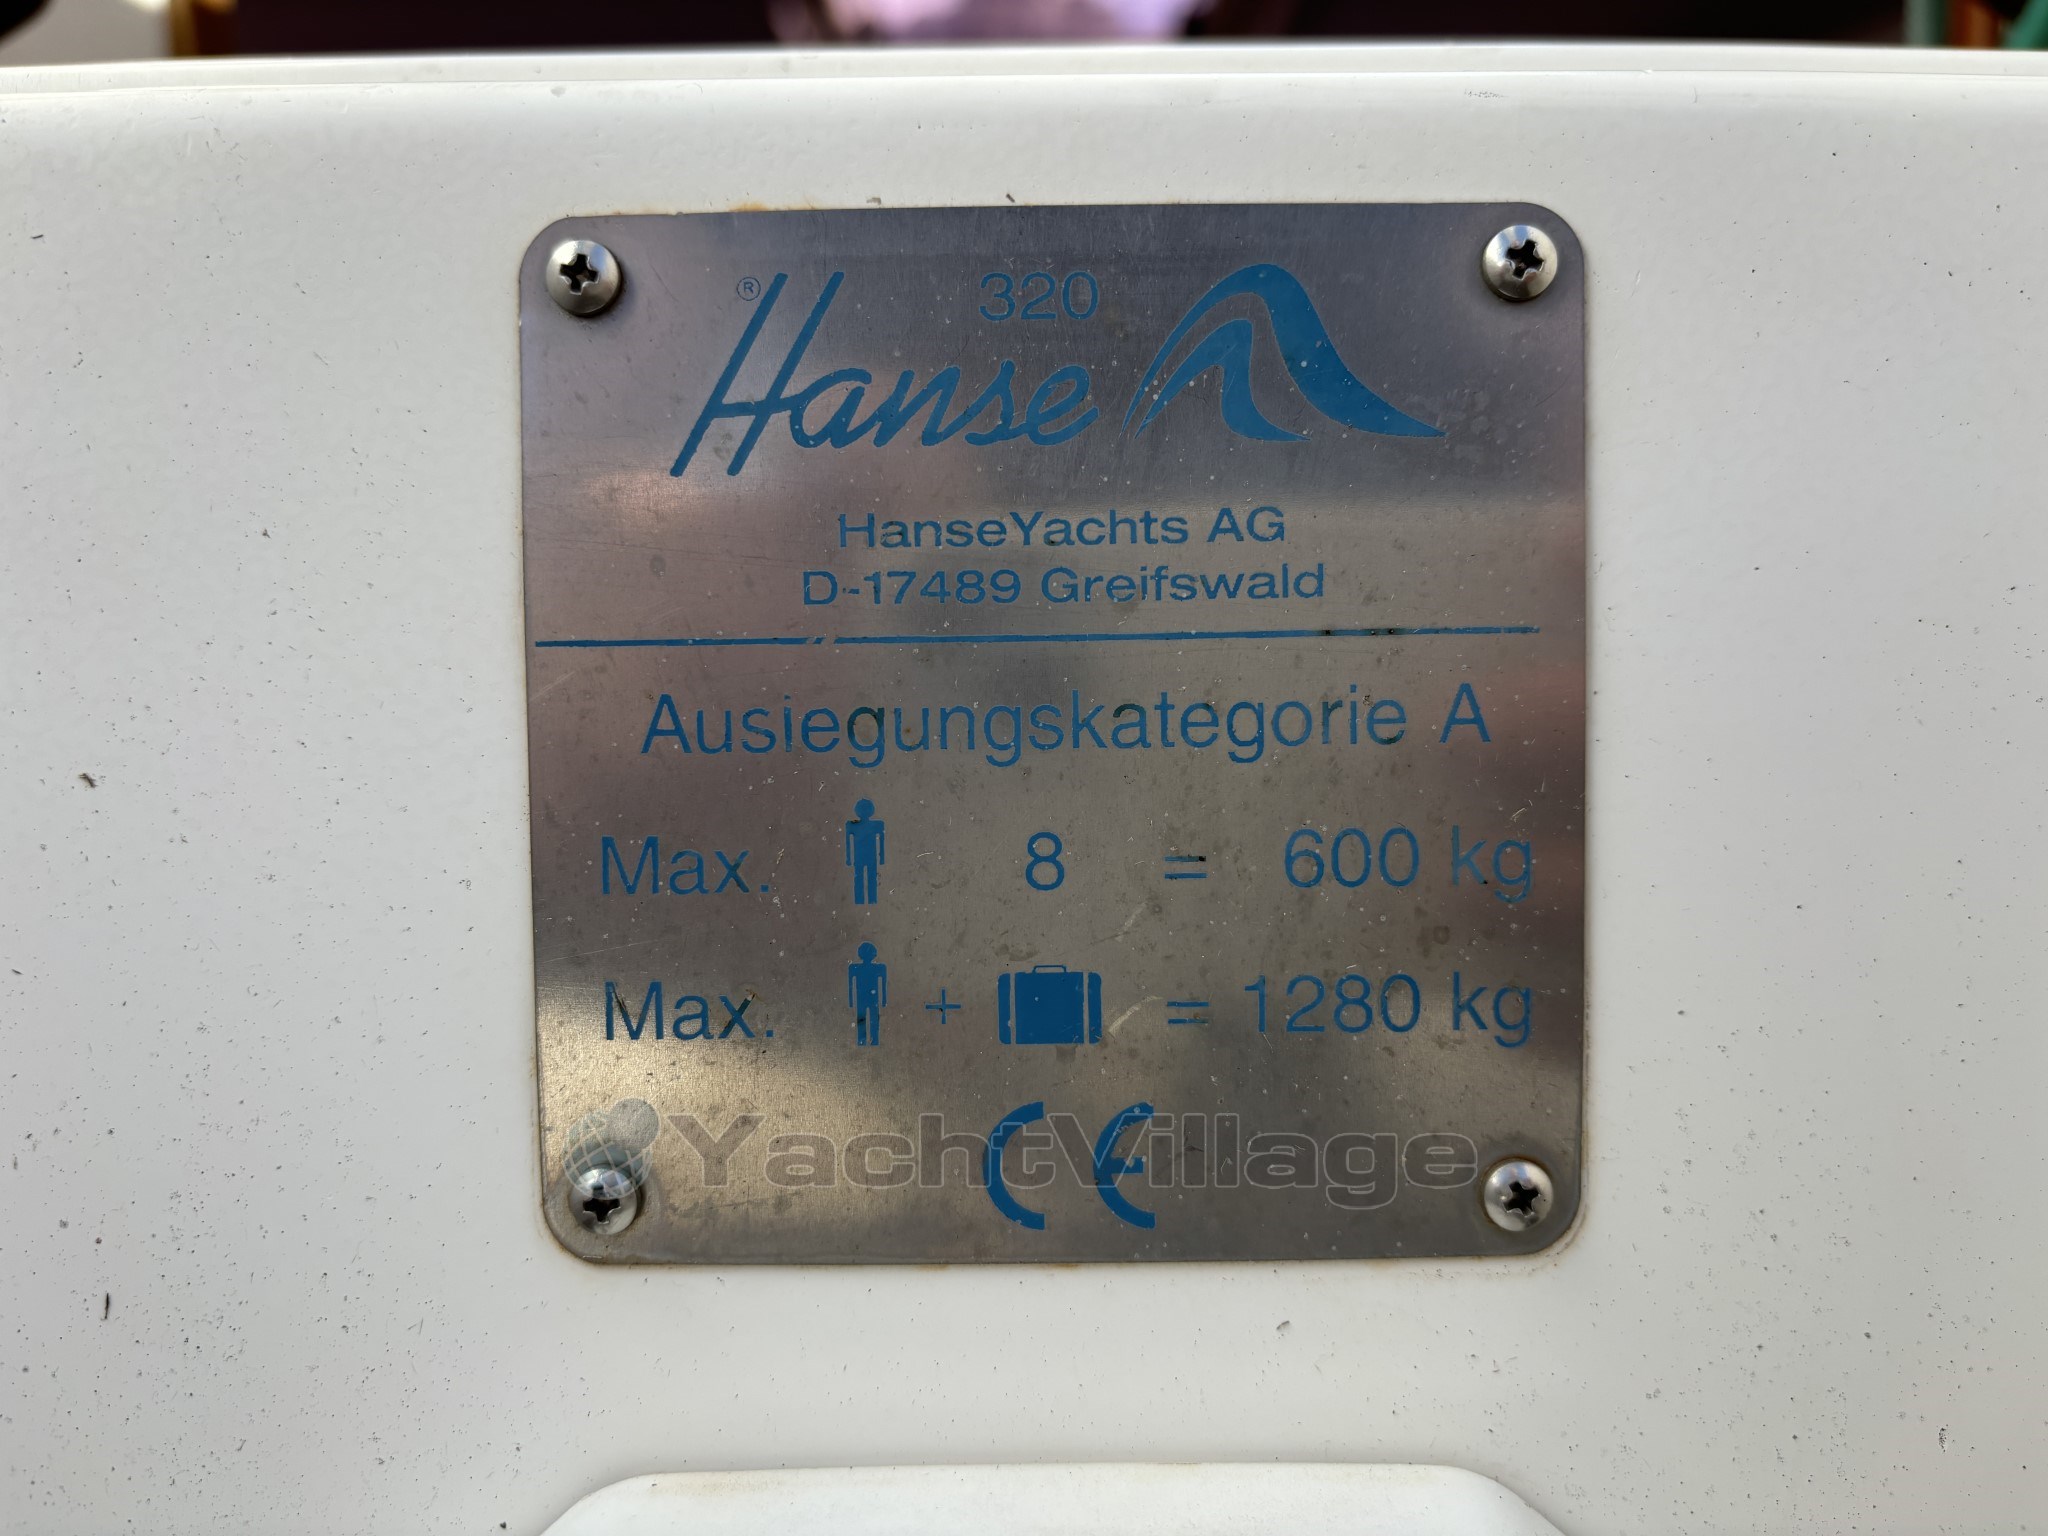 320
® Hanse
HanseYachts AG
D-17489 Greifswald
Ausiegungskategorie A
Max. 8 = 600 kg
Max. + = 1280 kg
CE
YachtVillage